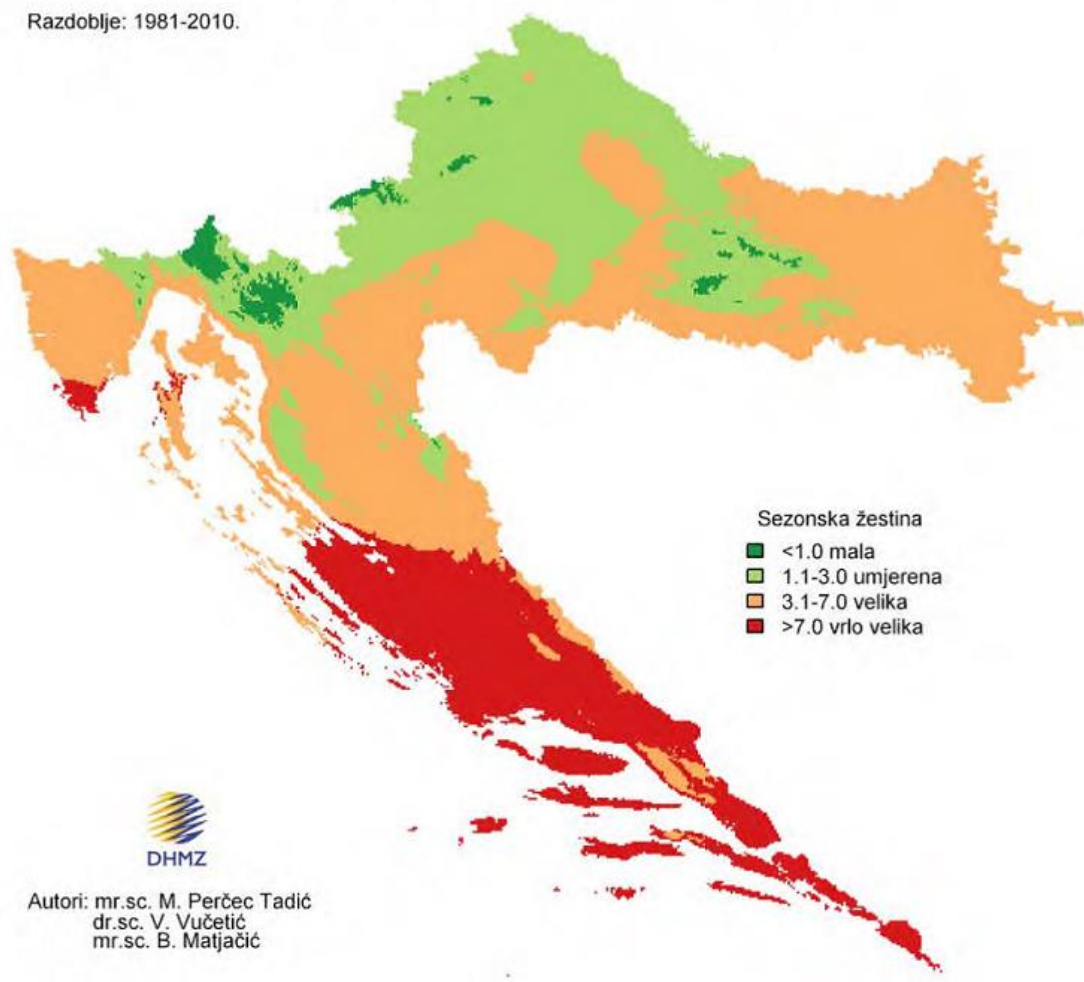 Razdoblje: 1981-2010.
Sezonska žestina
<1.0 mala
1.1-3.0 umjerena
3.1-7.0 velika
>7.0 vrlo velika
DHMZ
Autori: mr.sc. M. Perčec Tadić
dr.sc. V. Vučetić
mr.sc. B. Matjačić